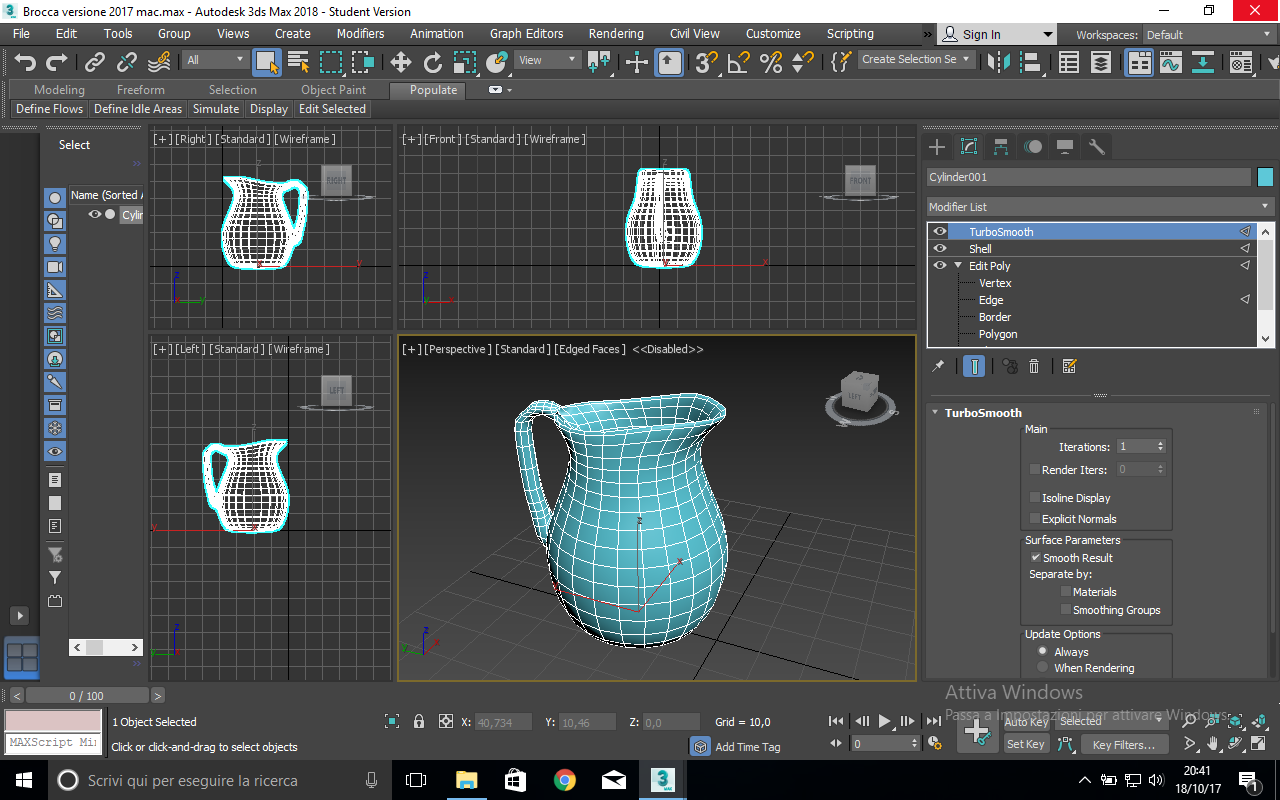 Brocca versione 2017 mac.max - Autodesk 3ds Max 2018 - Student Version
File Edit Tools Group Views Create Modifiers Animation Graph Editors Rendering Civil View Customize Scripting » Sign In Workspaces: Default
All View Create Selection Se
Modeling Freeform Selection Object Paint Populate
Define Flows Define Idle Areas Simulate Display Edit Selected
Select
Name (Sorted A
Cylin
[+] [Right] [Standard] [Wireframe]
RIGHT
[+] [Front] [Standard] [Wireframe]
FRONT
[+] [Left] [Standard] [Wireframe]
LEFT
[+] [Perspective] [Standard] [Edged Faces] <<Disabled>>
LEFT
Cylinder001
Modifier List
TurboSmooth
Shell
Edit Poly
Vertex
Edge
Border
Polygon
TurboSmooth
Main
Iterations: 1
Render Iters: 0
Isoline Display
Explicit Normals
Surface Parameters
Smooth Result
Separate by:
Materials
Smoothing Groups
Update Options
Always
When Rendering
Attiva Windows
Passa a Impostazioni per attivare Windows.
< 0 / 100 >
MAXScript Mi
1 Object Selected
Click or click-and-drag to select objects
X: 40,734 Y: 10,46 Z: 0,0 Grid = 10,0
Add Time Tag
0
Auto Key Selected
Set Key Key Filters...
Scrivi qui per eseguire la ricerca
3 MAX
20:41
18/10/17
1